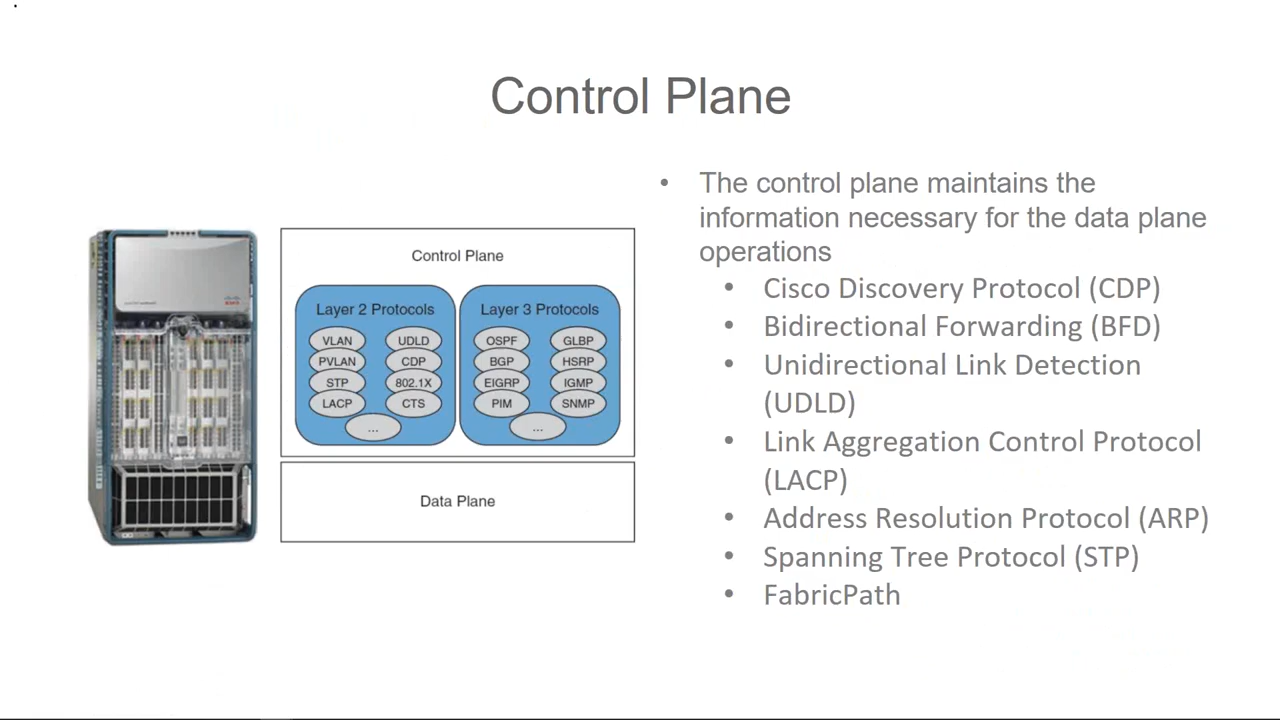 Control Plane
• The control plane maintains the
information necessary for the data plane
operations
• Cisco Discovery Protocol (CDP)
• Bidirectional Forwarding (BFD)
• Unidirectional Link Detection
(UDLD)
• Link Aggregation Control Protocol
(LACP)
• Address Resolution Protocol (ARP)
• Spanning Tree Protocol (STP)
• FabricPath
Control Plane
Layer 2 Protocols
VLAN UDLD
PVLAN CDP
STP 802.1X
LACP CTS
...
Layer 3 Protocols
OSPF GLBP
BGP HSRP
EIGRP IGMP
PIM SNMP
...
Data Plane